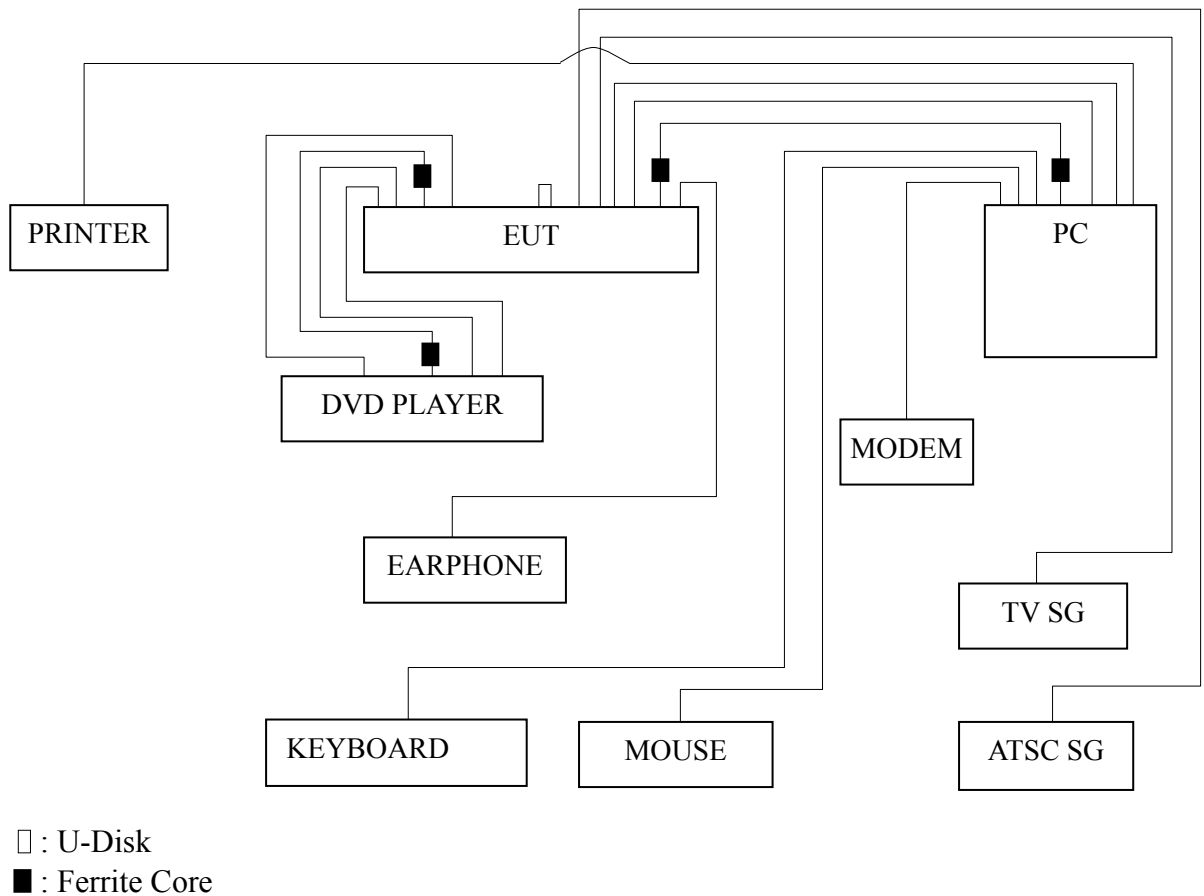 PRINTER
EUT
PC
DVD PLAYER
MODEM
EARPHONE
TV SG
KEYBOARD
MOUSE
ATSC SG
: U-Disk
: Ferrite Core